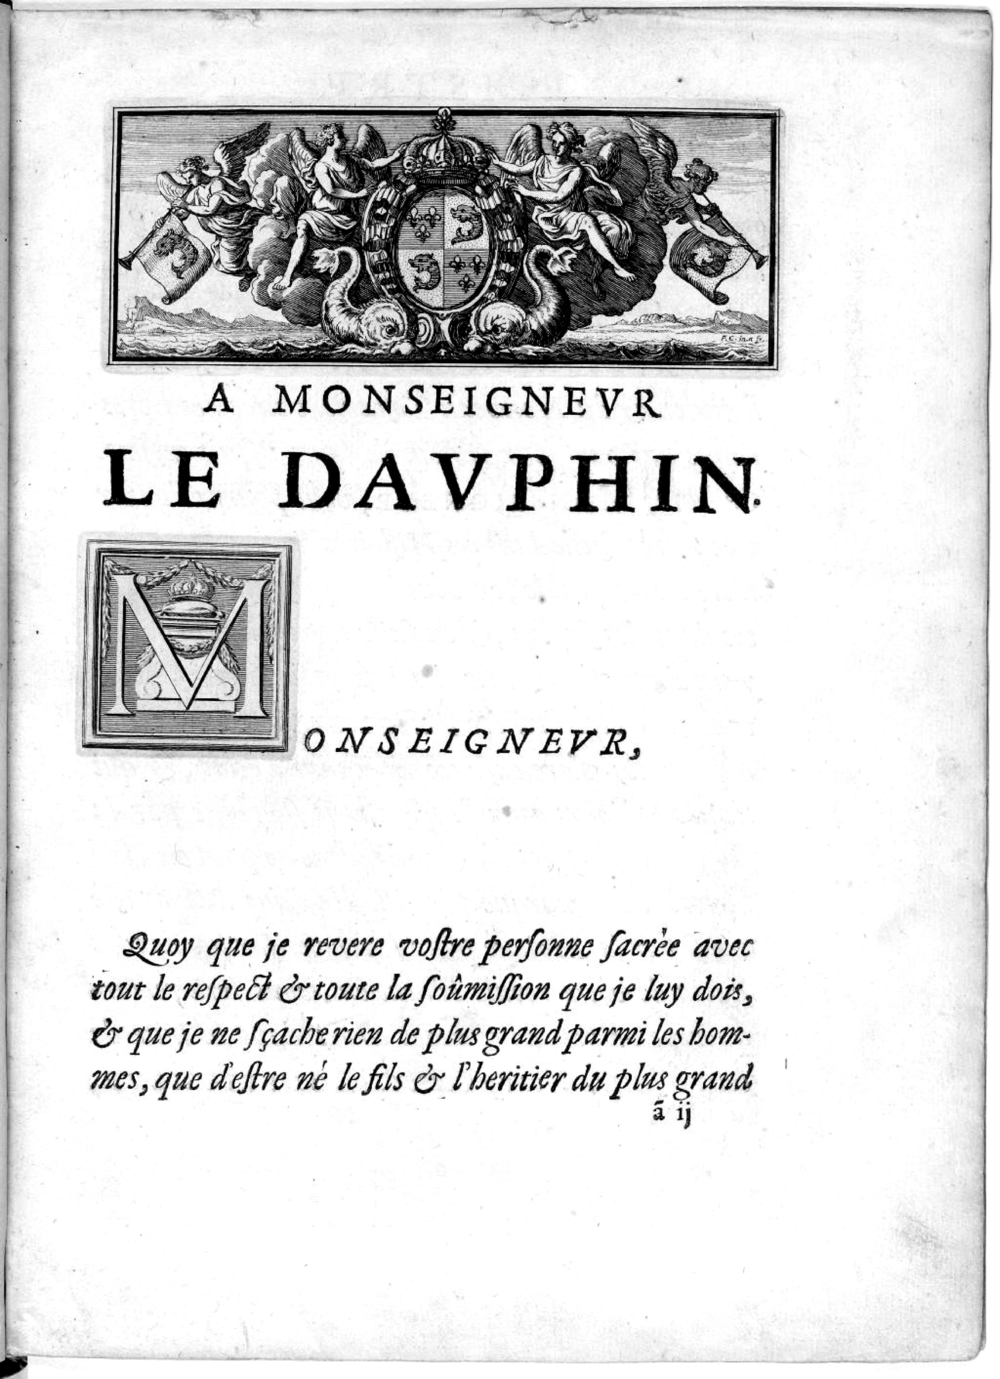 A MONSEIGNEVR
LE DAVPHIN.
MONSEIGNEVR,
Quoy que je revere voſtre perſonne ſacrèe avec
tout le reſpect & toute la ſoûmiſſion que je luy dois,
& que je ne ſçache rien de plus grand parmi les hom-
mes, que d'eſtre né le fils & l'heritier du plus grand
ã ij